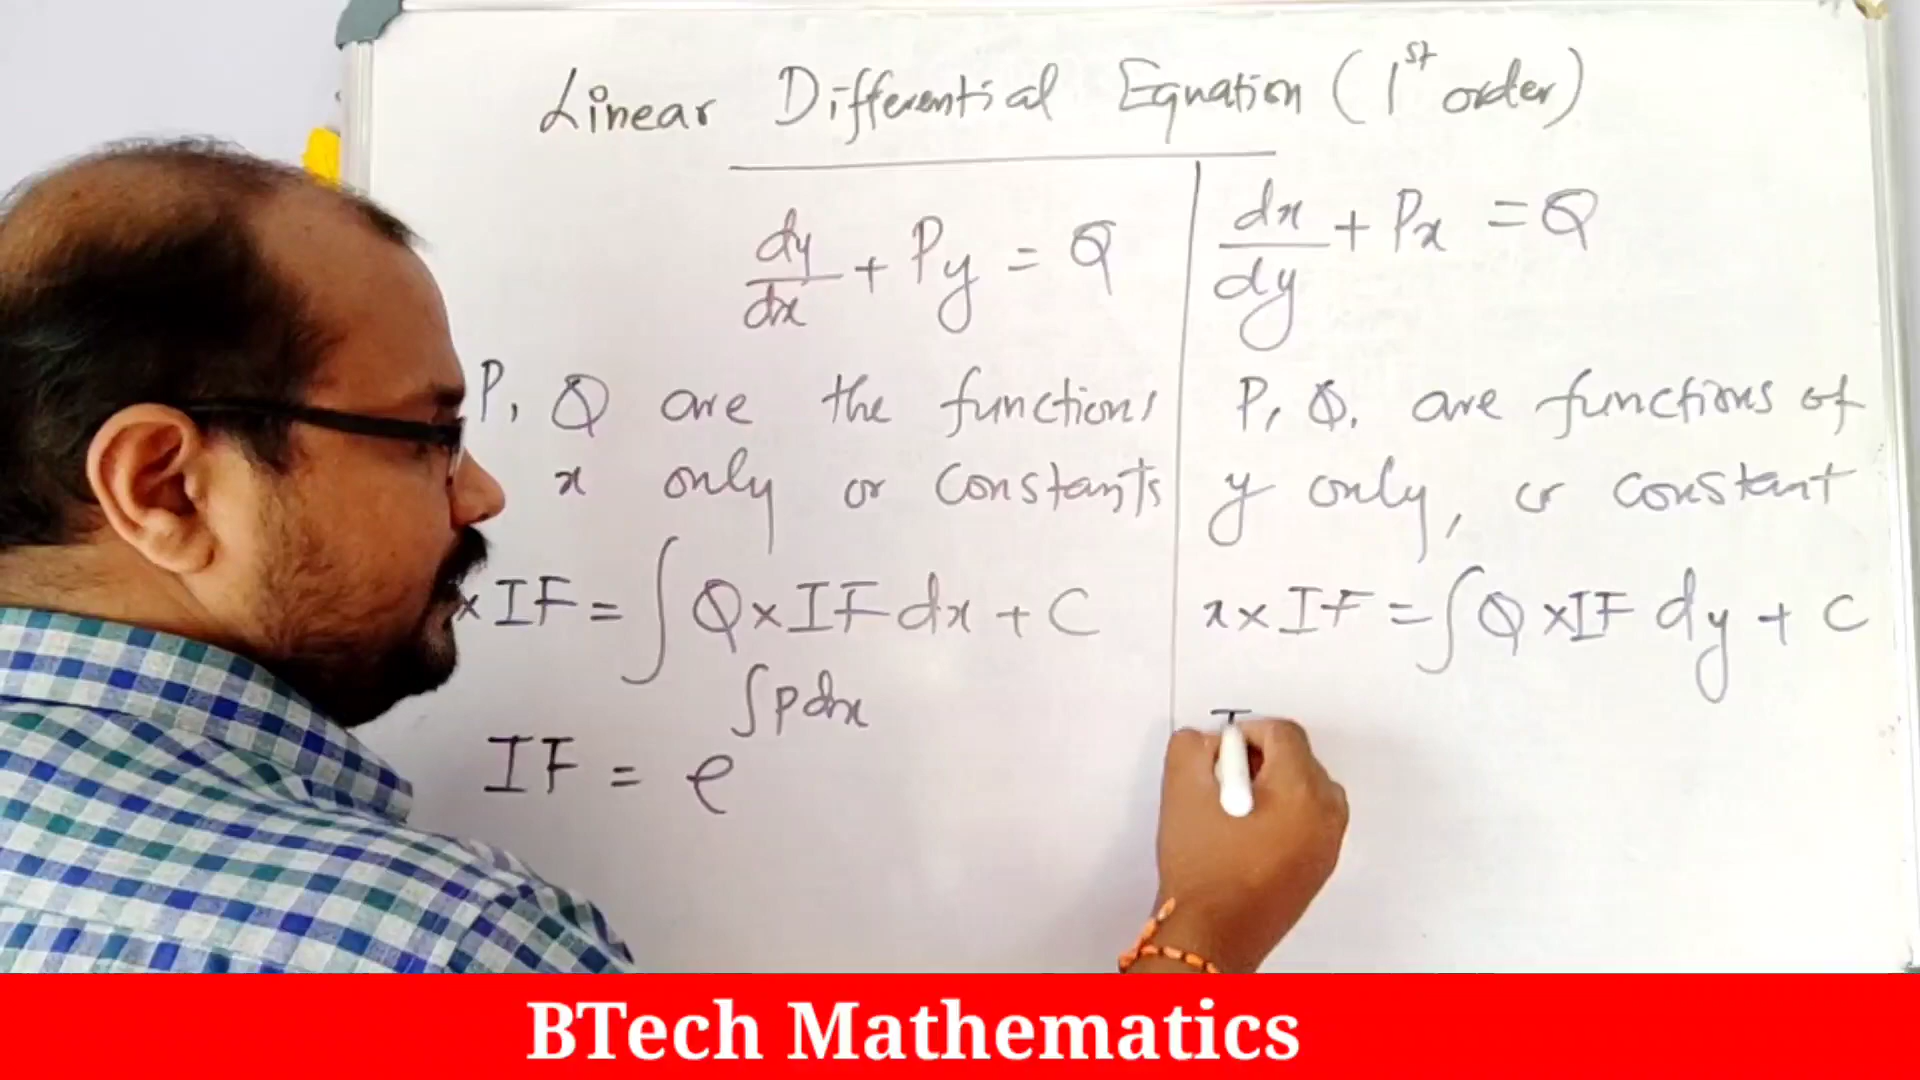 Linear Differential Equation (1st order)
dy/dx + Py = Q
P, Q are the functions
x only or constants
× IF = ∫ Q × IF dx + C
IF = e^∫Pdx
dx/dy + Px = Q
P, Q, are functions of
y only, or constant
x × IF = ∫ Q × IF dy + C
I
BTech Mathematics